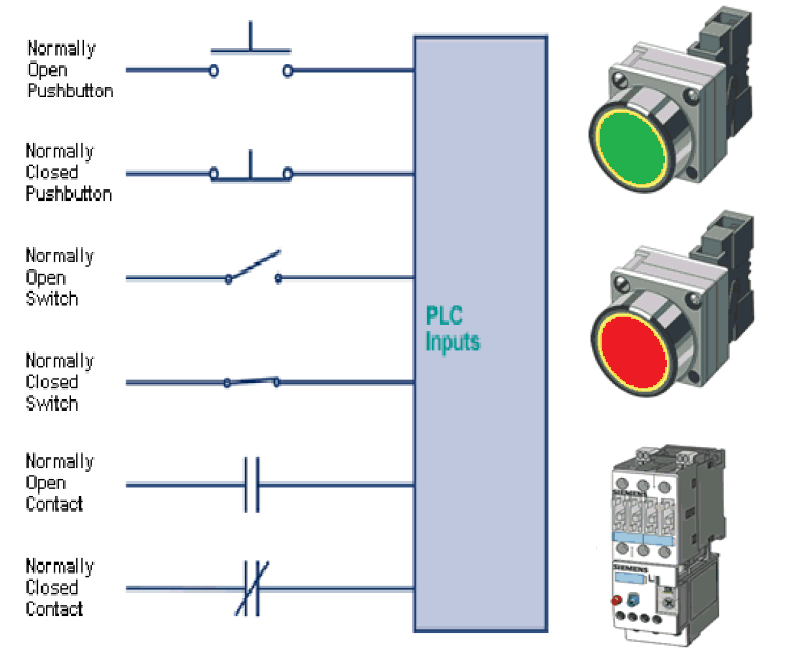 Normally
Open
Pushbutton
Normally
Closed
Pushbutton
Normally
Open
Switch
PLC
Inputs
Normally
Closed
Switch
Normally
Open
Contact
Normally
Closed
Contact
SIEMENS
SIEMENS